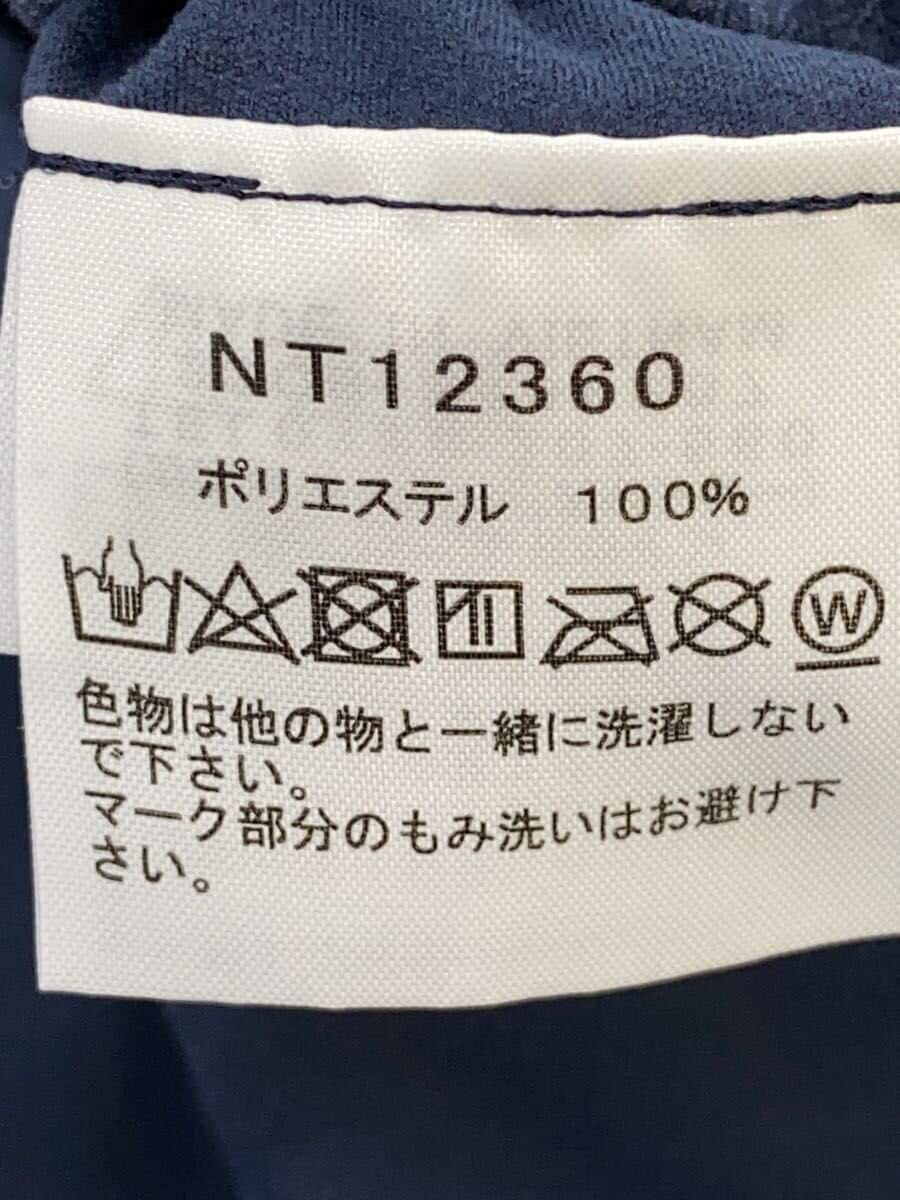 NT12360
ポリエステル 100%
W
色物は他の物と一緒に洗濯しない
で下さい。
マーク部分のもみ洗いはお避け下
さい。